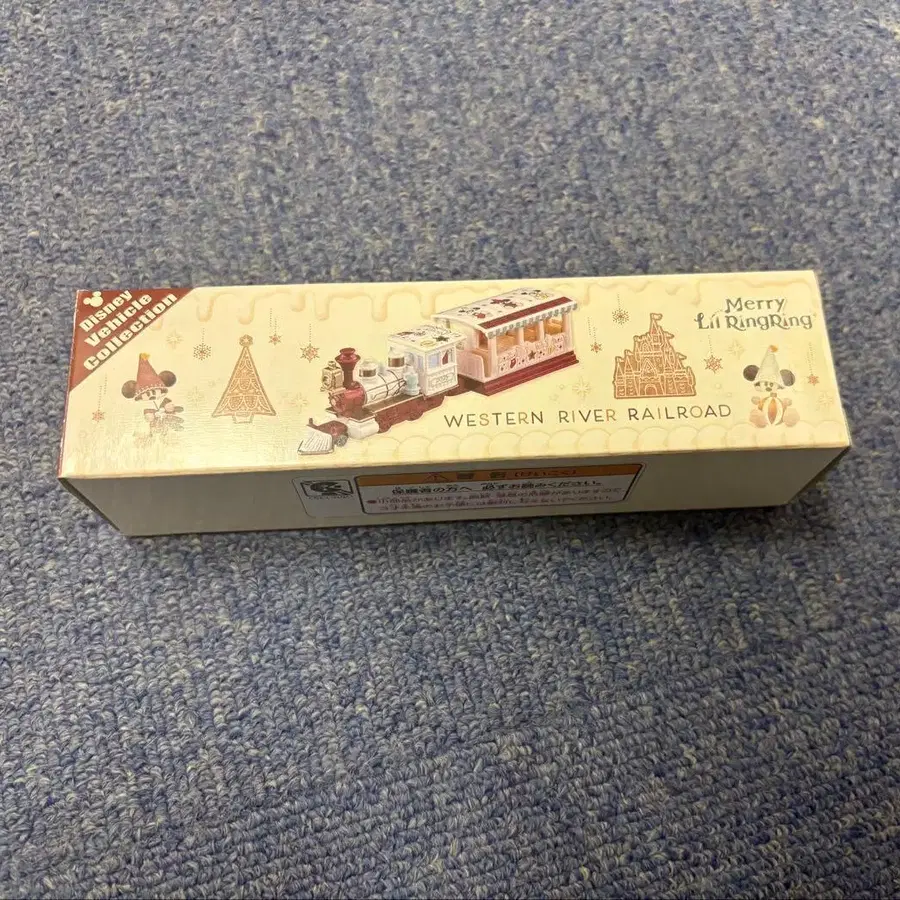 Disney
Vehicle
Collection
Merry
Lil RingRing
WESTERN RIVER RAILROAD
保護者の方へ 必ずお読みください。